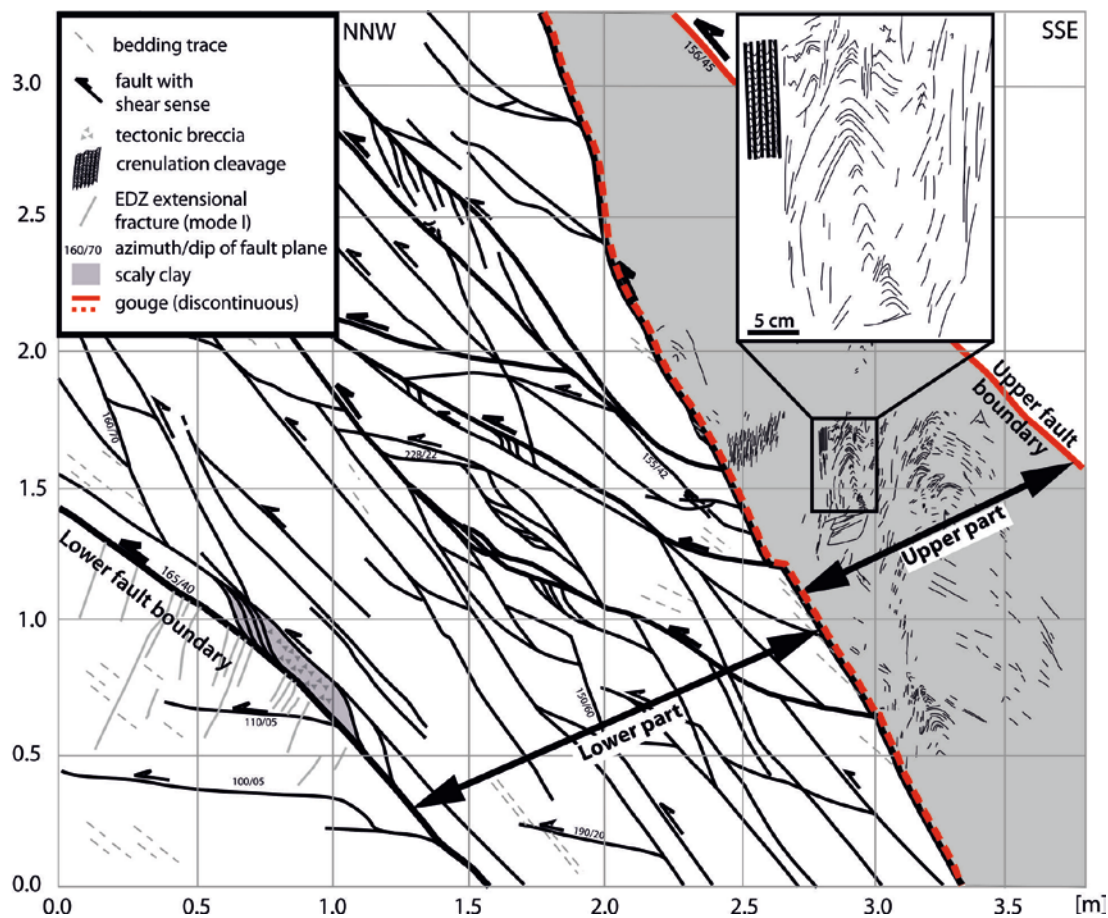 NNW
SSE
bedding trace
fault with
shear sense
tectonic breccia
crenulation cleavage
EDZ extensional
fracture (mode I)
160/70 azimuth/dip of fault plane
scaly clay
gouge (discontinuous)
156/45
5 cm
Upper fault
boundary
160/70
228/22
155/42
Upper part
165/40
Lower fault boundary
110/05
150/60
Lower part
100/05
190/20
3.0
2.5
2.0
1.5
1.0
0.5
0.0
0.0 0.5 1.0 1.5 2.0 2.5 3.0 3.5 [m]